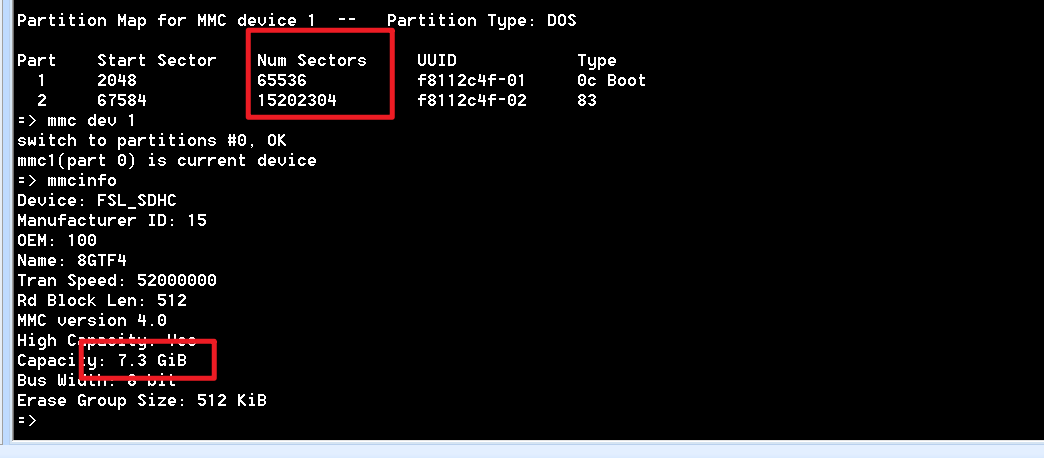 Partition Map for MMC device 1  --   Partition Type: DOS
Part    Start Sector    Num Sectors     UUID            Type
1     2048            65536           f8112c4f-01     0c Boot
2     67584           15202304        f8112c4f-02     83
=> mmc dev 1
switch to partitions #0, OK
mmc1(part 0) is current device
=> mmcinfo
Device: FSL_SDHC
Manufacturer ID: 15
OEM: 100
Name: 8GTF4
Tran Speed: 52000000
Rd Block Len: 512
MMC version 4.0
High Capacity: Yes
Capacity: 7.3 GiB
Bus Width: 8 bit
Erase Group Size: 512 KiB
=>